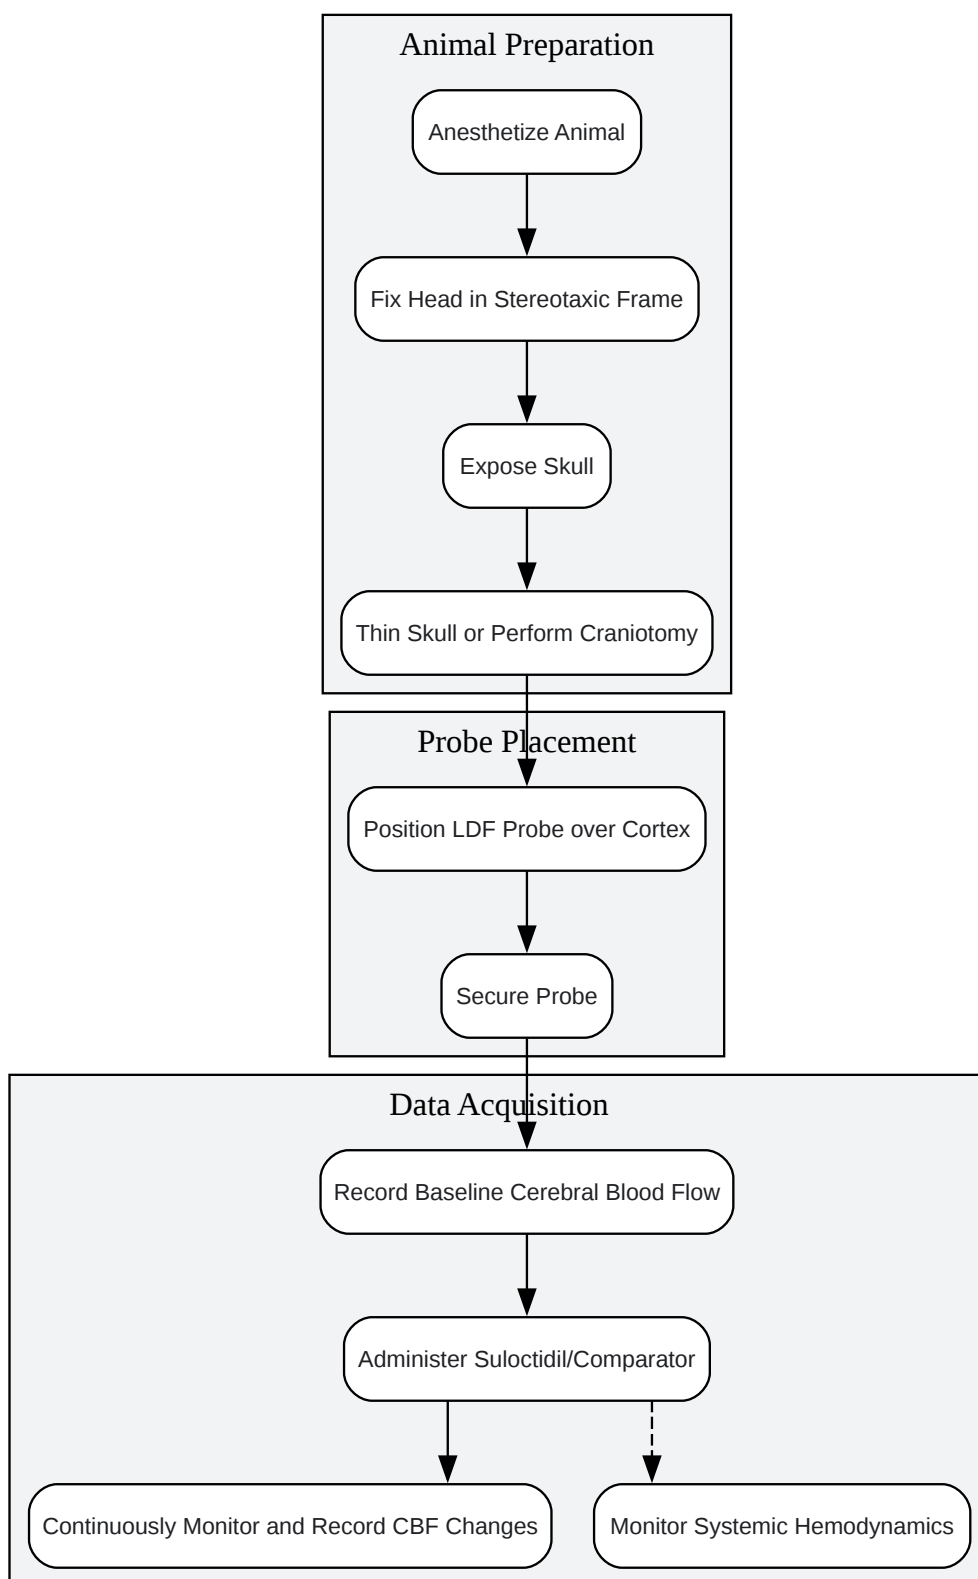 Animal Preparation
Anesthetize Animal
Fix Head in Stereotaxic Frame
Expose Skull
Thin Skull or Perform Craniotomy
Probe Placement
Position LDF Probe over Cortex
Secure Probe
Data Acquisition
Record Baseline Cerebral Blood Flow
Administer Suloctidil/Comparator
Continuously Monitor and Record CBF Changes
Monitor Systemic Hemodynamics